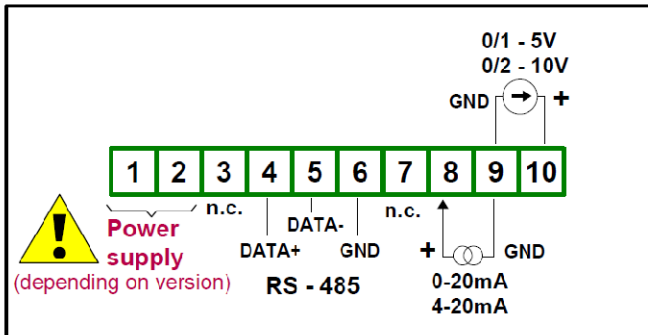 0/1 - 5V
0/2 - 10V
GND +
1 2 3 4 5 6 7 8 9 10
n.c. n.c.
Power
supply
(depending on version)
DATA-
DATA+ GND
RS - 485
+ GND
0-20mA
4-20mA